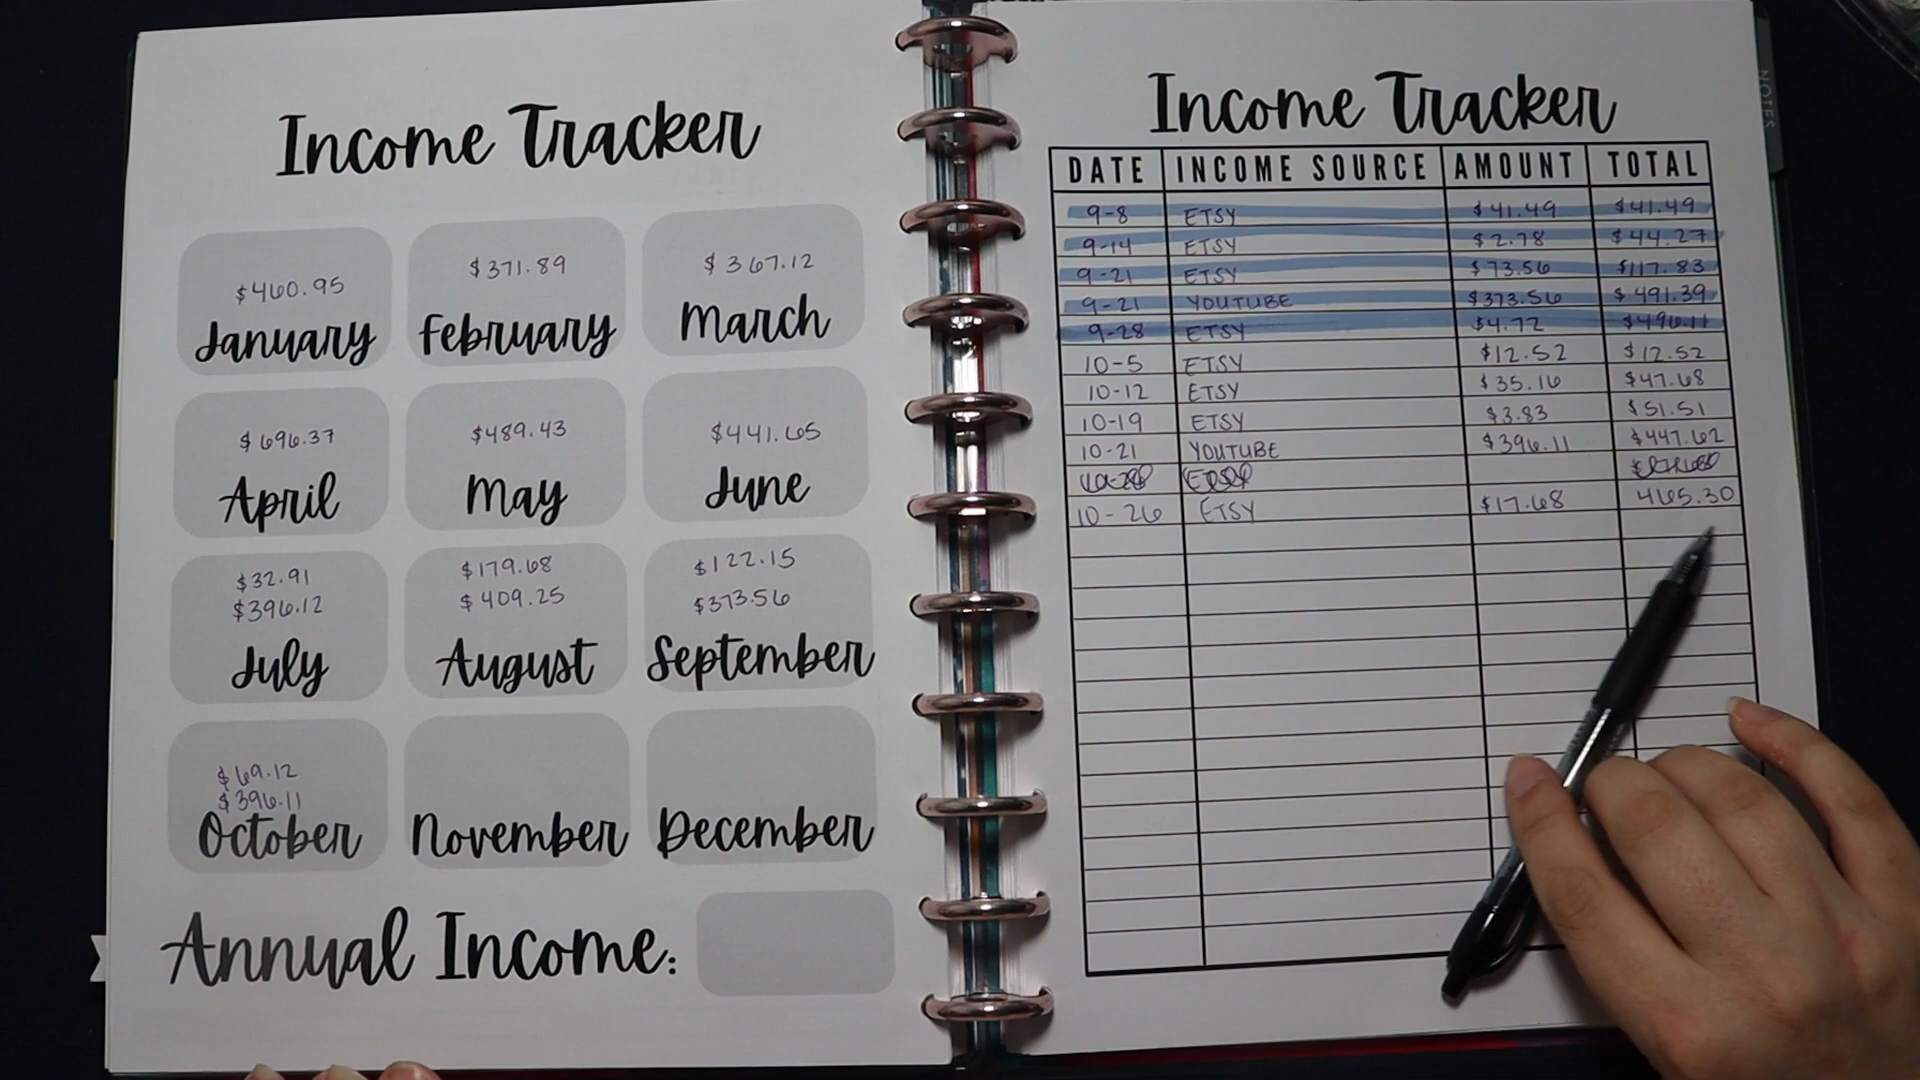 Income Tracker
$460.95
January
$371.89
February
$367.12
March
$696.37
April
$489.43
May
$441.65
June
$32.91
$396.12
July
$179.68
$409.25
August
$122.15
$373.56
September
$69.12
$396.11
October
November
December
Annual Income:
Income Tracker
DATE INCOME SOURCE AMOUNT TOTAL
9-8 ETSY $41.49 $41.49
9-14 ETSY $2.78 $44.27
9-21 ETSY $73.56 $117.83
9-21 YOUTUBE $373.56 $491.39
9-28 ETSY $4.72 $496.11
10-5 ETSY $12.52 $12.52
10-12 ETSY $35.16 $47.68
10-19 ETSY $3.83 $51.51
10-21 YOUTUBE $396.11 $447.62
10-26 ETSY $17.68 465.30
NOTES